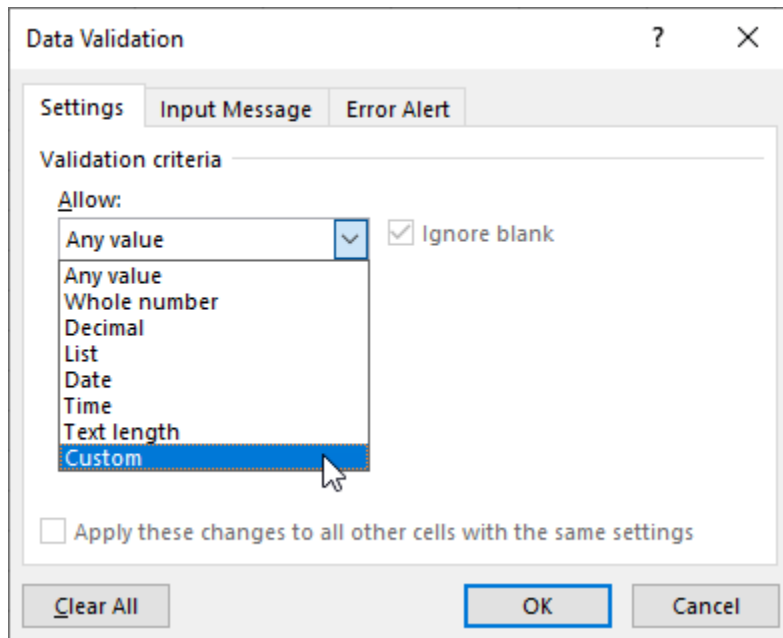 Data Validation ? ×
Settings Input Message Error Alert
Validation criteria
Allow:
Any value Ignore blank
Any value
Whole number
Decimal
List
Date
Time
Text length
Custom
Apply these changes to all other cells with the same settings
Clear All OK Cancel